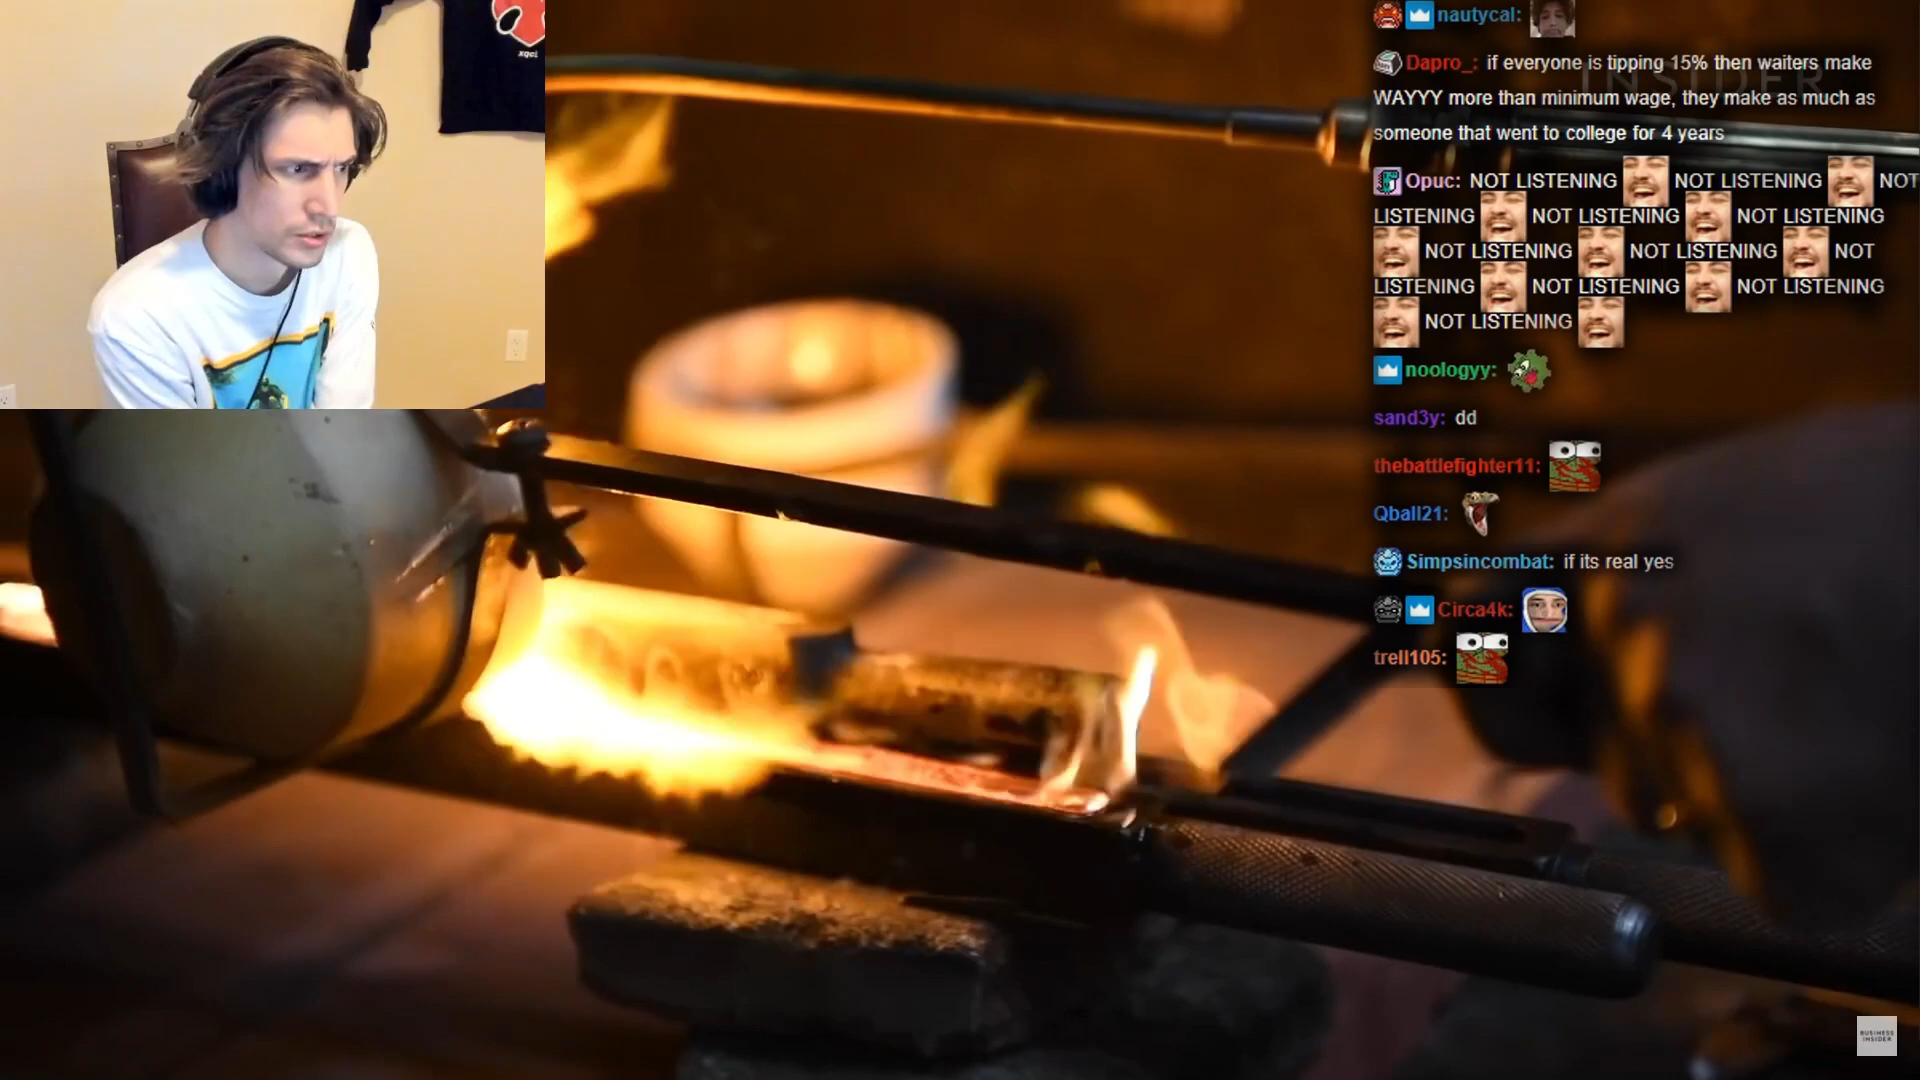 xqcl
INSIDER
nautycal:
Dapro_: if everyone is tipping 15% then waiters make
WAYYY more than minimum wage, they make as much as
someone that went to college for 4 years
Opuc: NOT LISTENING NOT LISTENING NOT
LISTENING NOT LISTENING NOT LISTENING
NOT LISTENING NOT LISTENING NOT
LISTENING NOT LISTENING NOT LISTENING
NOT LISTENING
noologyy:
sand3y: dd
thebattlefighter11:
Qball21:
Simpsincombat: if its real yes
Circa4k:
trell105:
BUSINESS
INSIDER